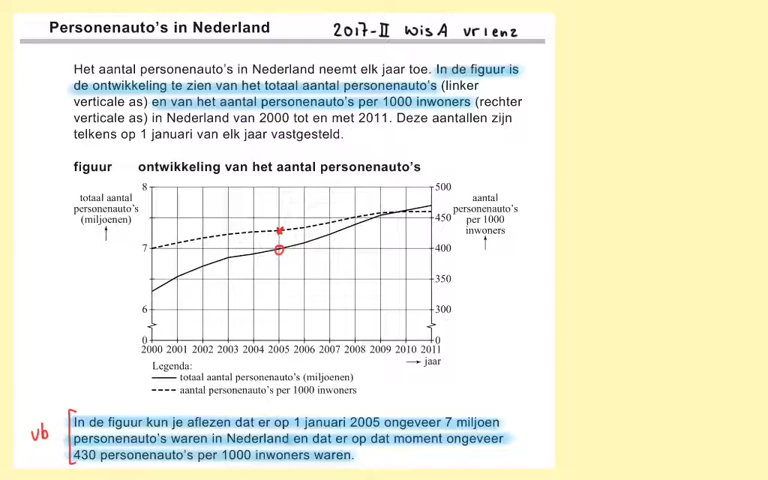 Personenauto's in Nederland
2017-II wisA vrienz
Het aantal personenauto's in Nederland neemt elk jaar toe. In de figuur is
de ontwikkeling te zien van het totaal aantal personenauto's (linker
verticale as) en van het aantal personenauto's per 1000 inwoners (rechter
verticale as) in Nederland van 2000 tot en met 2011. Deze aantallen zijn
telkens op 1 januari van elk jaar vastgesteld.
figuur ontwikkeling van het aantal personenauto's
totaal aantal
personenauto's
(miljoenen)
8
7
6
0
500
450
400
350
300
0
aantal
personenauto's
per 1000
inwoners
2000 2001 2002 2003 2004 2005 2006 2007 2008 2009 2010 2011
jaar
Legenda:
totaal aantal personenauto's (miljoenen)
aantal personenauto's per 1000 inwoners
vb
In de figuur kun je aflezen dat er op 1 januari 2005 ongeveer 7 miljoen
personenauto's waren in Nederland en dat er op dat moment ongeveer
430 personenauto's per 1000 inwoners waren.